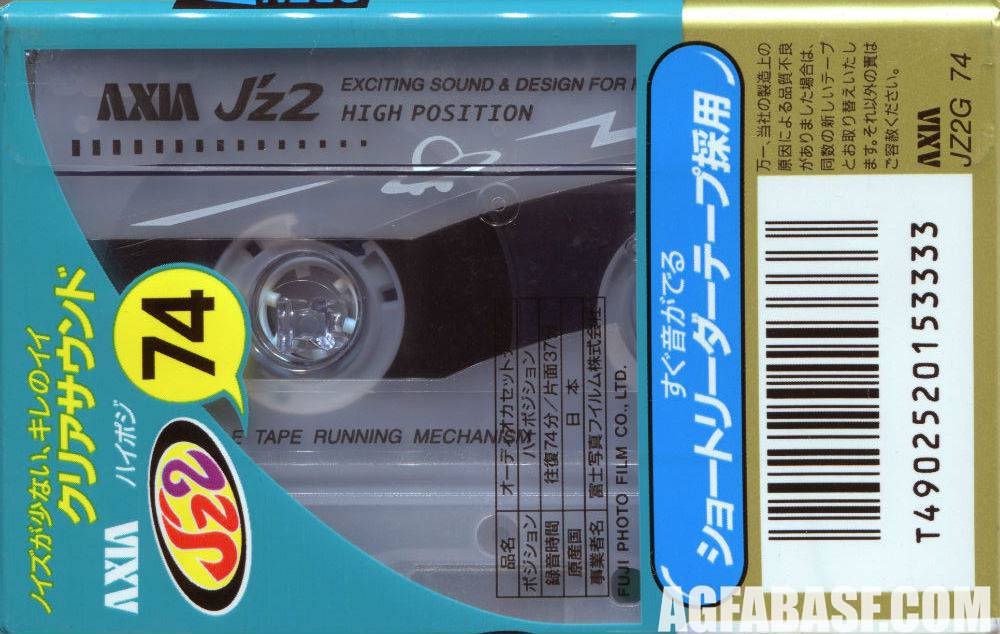 AXIA J'z2
EXCITING SOUND & DESIGN FOR
HIGH POSITION
ノイズが少ない、キレのイイ
クリアサウンド
ハイポジ
AXIA
J'z2
74
TAPE RUNNING MECHANISM
品名 オーディオカセット
ポジション ハイポジション
録音時間 往復74分/片面37
原産国 日本
事業者名 富士写真フイルム株式会社
FUJI PHOTO FILM CO., LTD.
すぐ音がでる
ショートリーダーテープ採用
万一、当社の製造上の
原因による品質不良
がありました場合は、
同数の新しいテープ
とお取り替えいたし
ます。それ以外の責は
ご容赦ください。
AXIA
JZ2G 74
T4902520153333
AGFABASE.COM